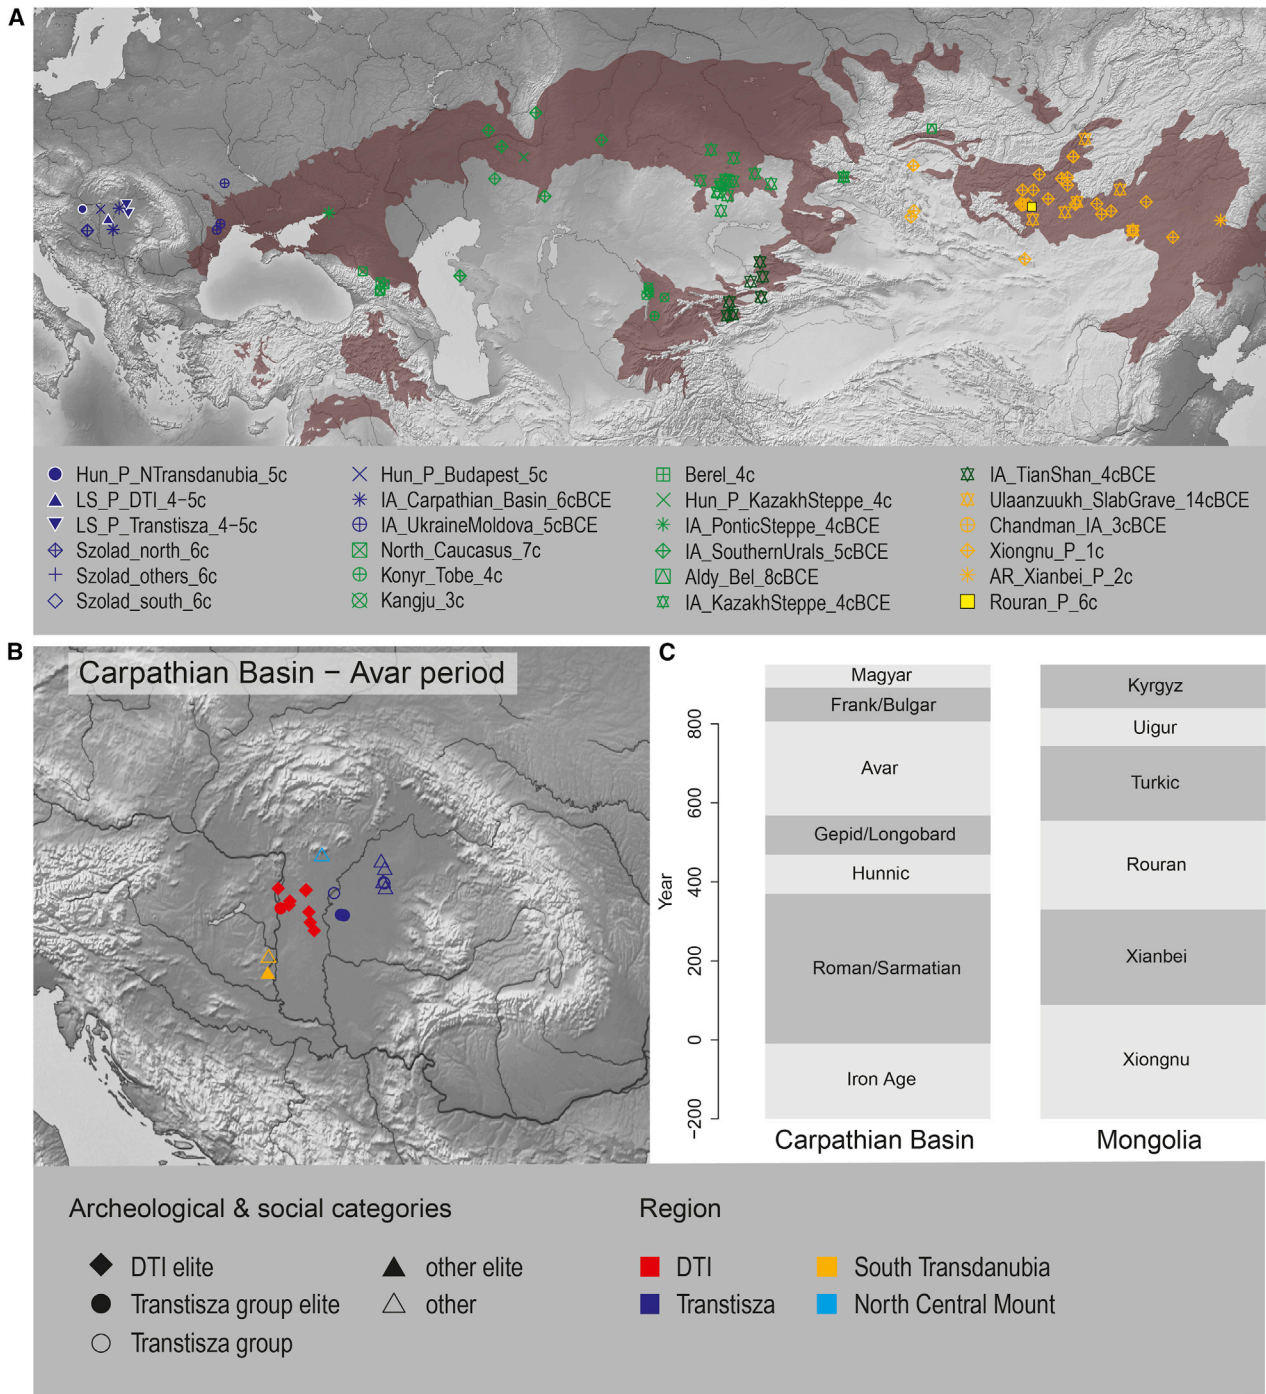 A
Hun_P_NTransdanubia_5c
LS_P_DTI_4–5c
LS_P_Transtisza_4–5c
Szolad_north_6c
Szolad_others_6c
Szolad_south_6c
Hun_P_Budapest_5c
IA_Carpathian_Basin_6cBCE
IA_UkraineMoldova_5cBCE
North_Caucasus_7c
Konyr_Tobe_4c
Kangju_3c
Berel_4c
Hun_P_KazakhSteppe_4c
IA_PonticSteppe_4cBCE
IA_SouthernUrals_5cBCE
Aldy_Bel_8cBCE
IA_KazakhSteppe_4cBCE
IA_TianShan_4cBCE
Ulaanzuukh_SlabGrave_14cBCE
Chandman_IA_3cBCE
Xiongnu_P_1c
AR_Xianbei_P_2c
Rouran_P_6c
B
Carpathian Basin – Avar period
C
Year
800
600
400
200
0
−200
Magyar
Frank/Bulgar
Avar
Gepid/Longobard
Hunnic
Roman/Sarmatian
Iron Age
Carpathian Basin
Kyrgyz
Uigur
Turkic
Rouran
Xianbei
Xiongnu
Mongolia
Archeological & social categories
DTI elite
Transtisza group elite
Transtisza group
other elite
other
Region
DTI
Transtisza
South Transdanubia
North Central Mount